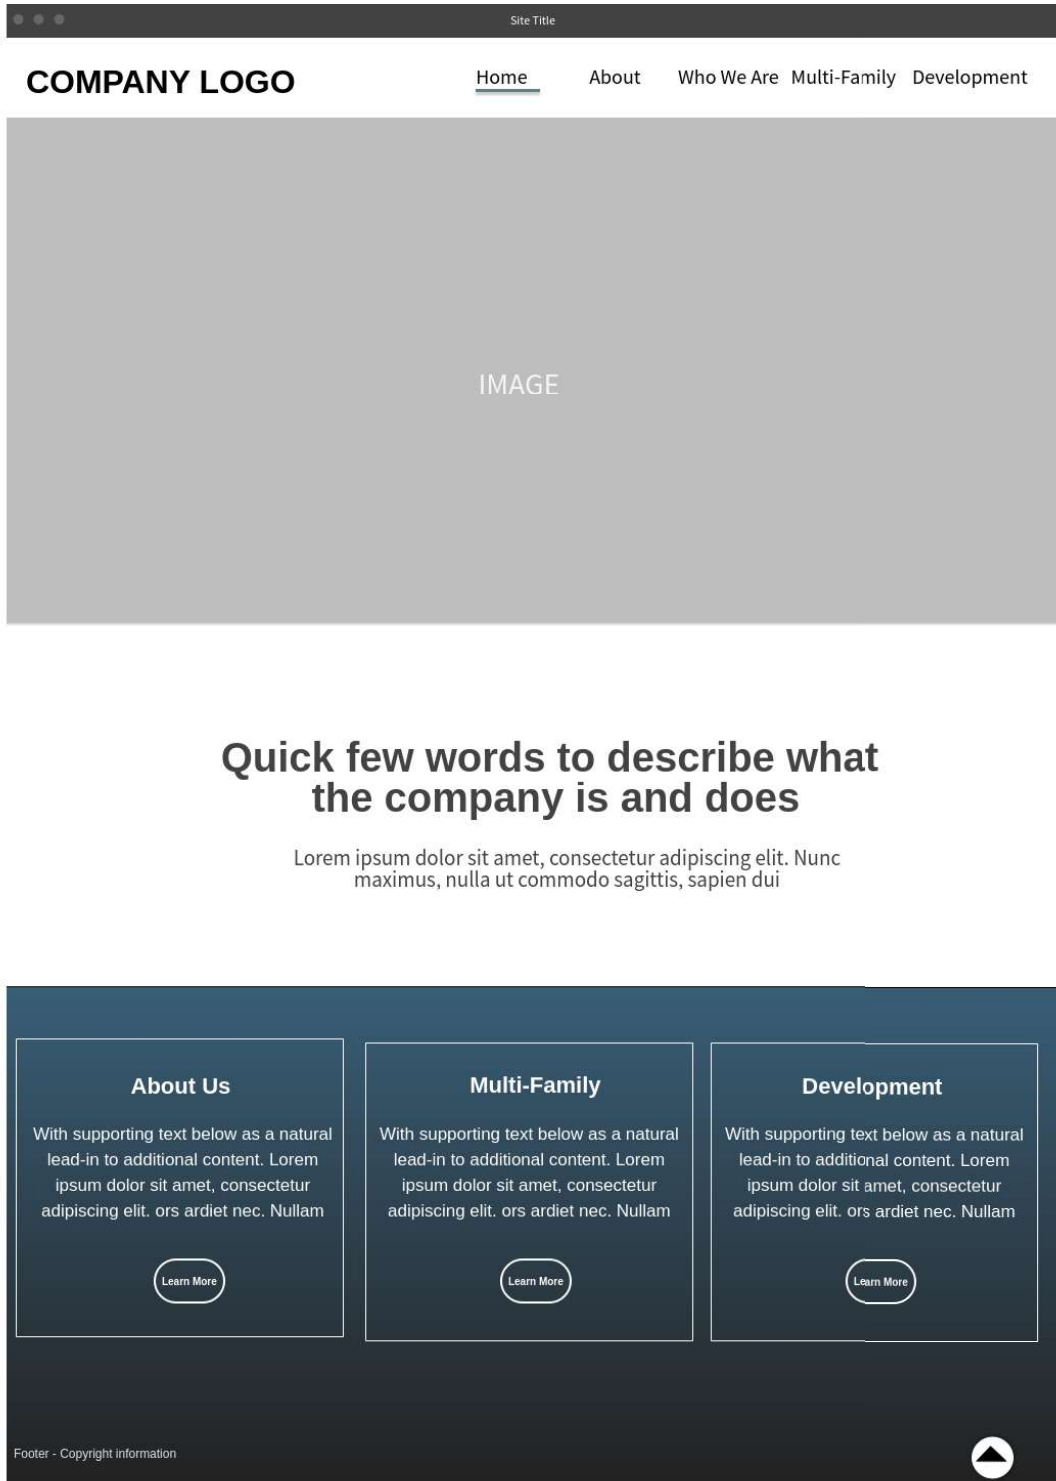 Site Title
COMPANY LOGO
Home About Who We Are Multi-Family Development
IMAGE
Quick few words to describe what
the company is and does
Lorem ipsum dolor sit amet, consectetur adipiscing elit. Nunc
maximus, nulla ut commodo sagittis, sapien dui
About Us
With supporting text below as a natural
lead-in to additional content. Lorem
ipsum dolor sit amet, consectetur
adipiscing elit. ors ardiet nec. Nullam
Learn More
Multi-Family
With supporting text below as a natural
lead-in to additional content. Lorem
ipsum dolor sit amet, consectetur
adipiscing elit. ors ardiet nec. Nullam
Learn More
Development
With supporting text below as a natural
lead-in to additional content. Lorem
ipsum dolor sit amet, consectetur
adipiscing elit. ors ardiet nec. Nullam
Learn More
Footer - Copyright information